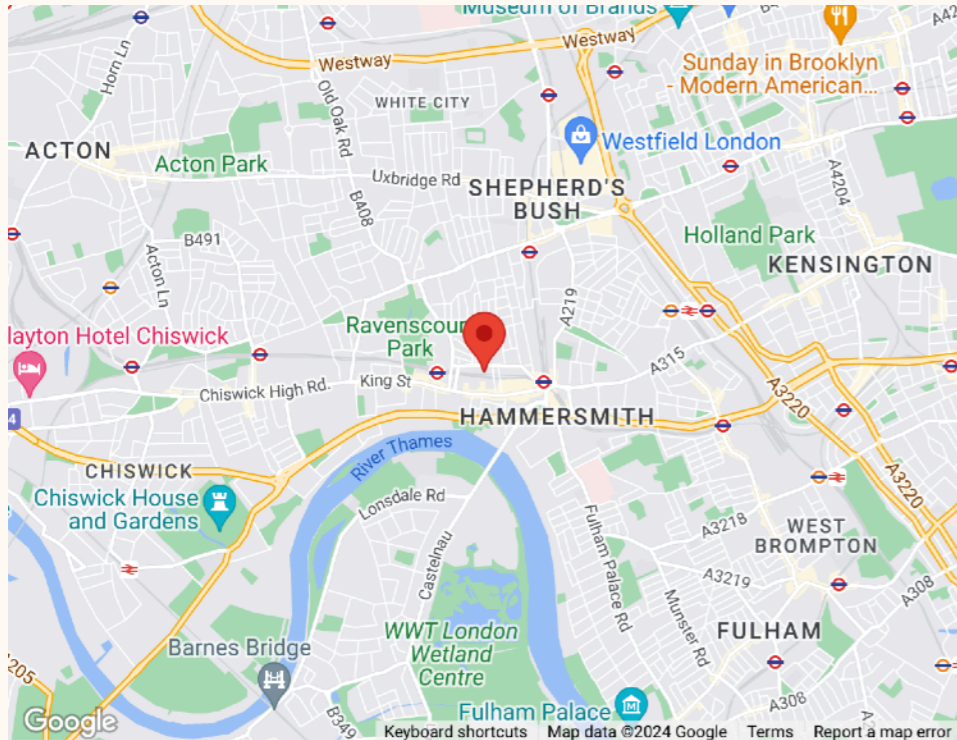 Museum of Brands
A42
Westway
Westway
Horn Ln
Old Oak Rd
WHITE CITY
Sunday in Brooklyn
- Modern American...
ACTON
Acton Park
Westfield London
Uxbridge Rd
SHEPHERD'S
BUSH
A4204
B408
B491
Holland Park
KENSINGTON
Acton Ln
A219
Ravenscourt
Park
layton Hotel Chiswick
A315
Chiswick High Rd.
King St
A3220
4
HAMMERSMITH
River Thames
CHISWICK
Chiswick House
and Gardens
Lonsdale Rd
A3220
A3218
WEST
BROMPTON
Castelnau
Fulham Palace Rd
A3219
A308
Munster Rd
WWT London
Wetland
Centre
FULHAM
Barnes Bridge
205
A308
B349
Fulham Palace
Google
Keyboard shortcuts
Map data ©2024 Google
Terms
Report a map error